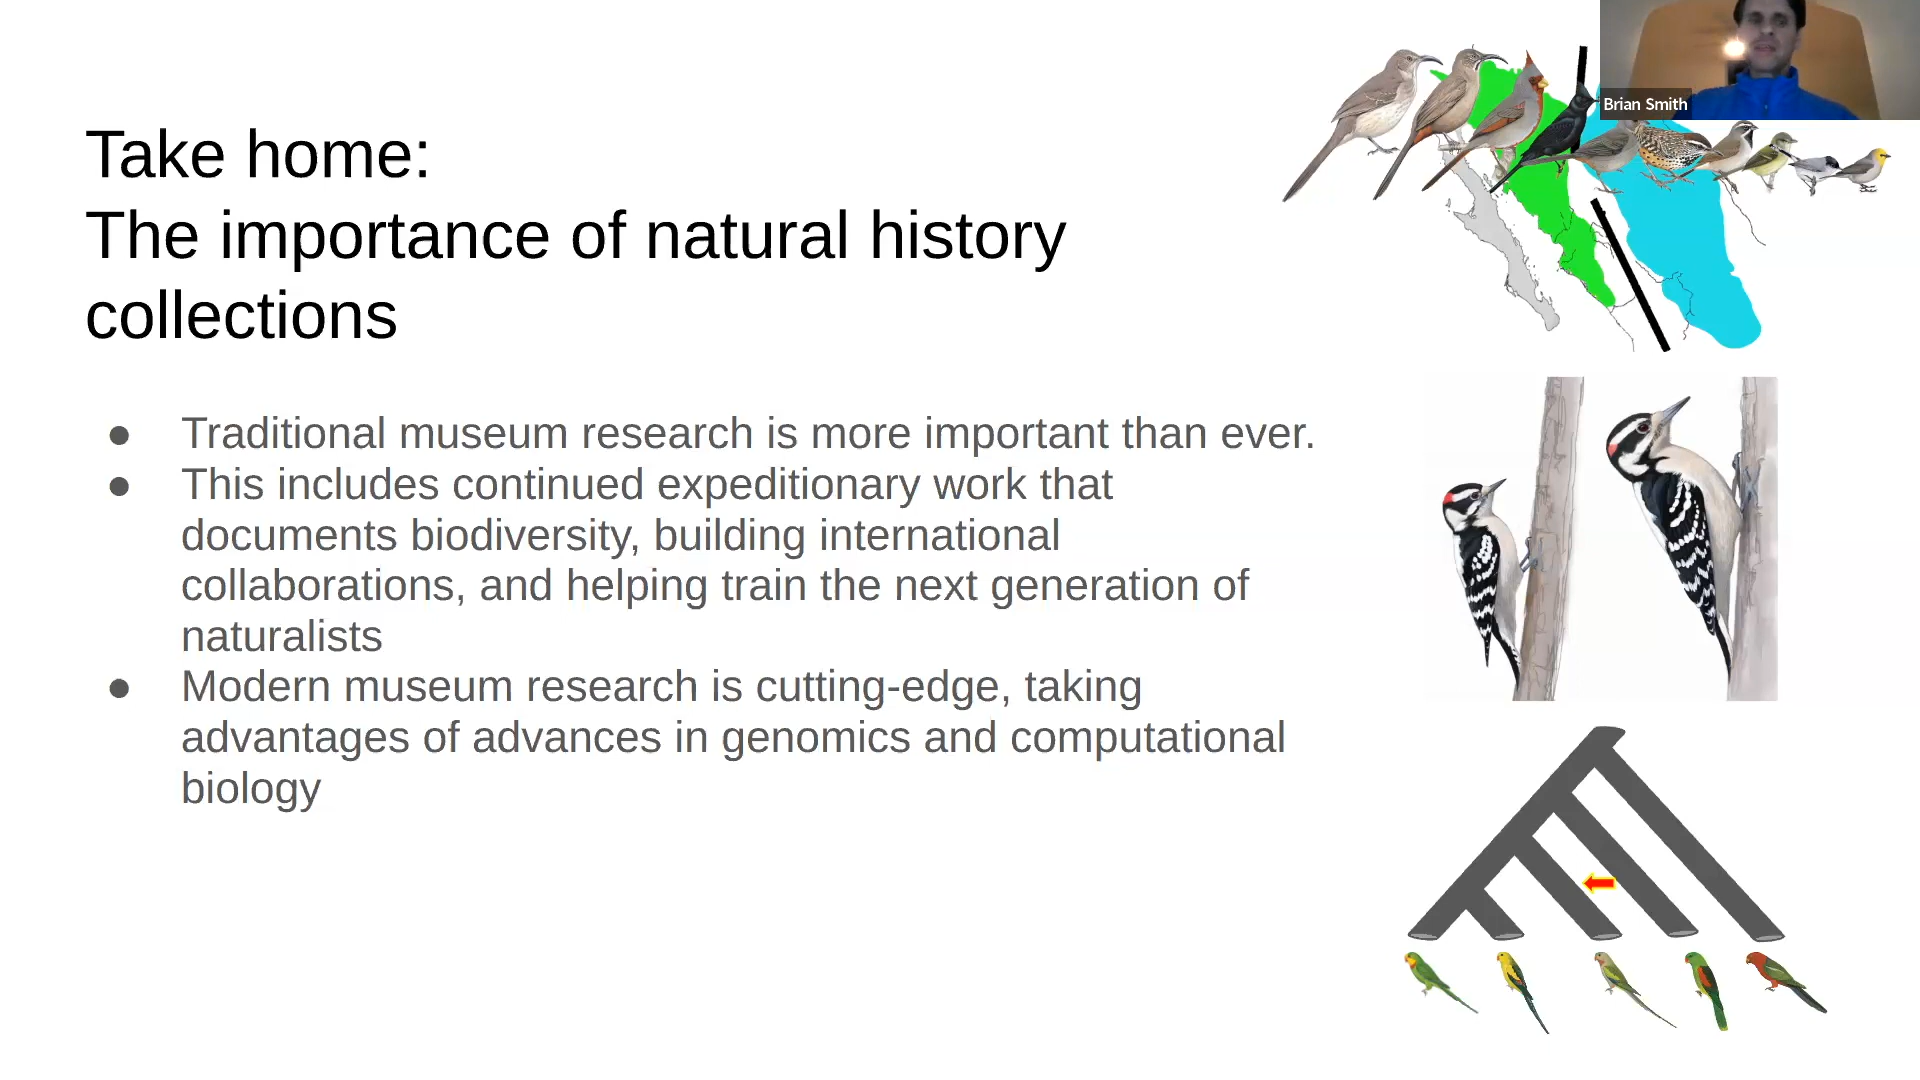 Brian Smith
Take home:
The importance of natural history
collections
● Traditional museum research is more important than ever.
● This includes continued expeditionary work that
documents biodiversity, building international
collaborations, and helping train the next generation of
naturalists
● Modern museum research is cutting-edge, taking
advantages of advances in genomics and computational
biology